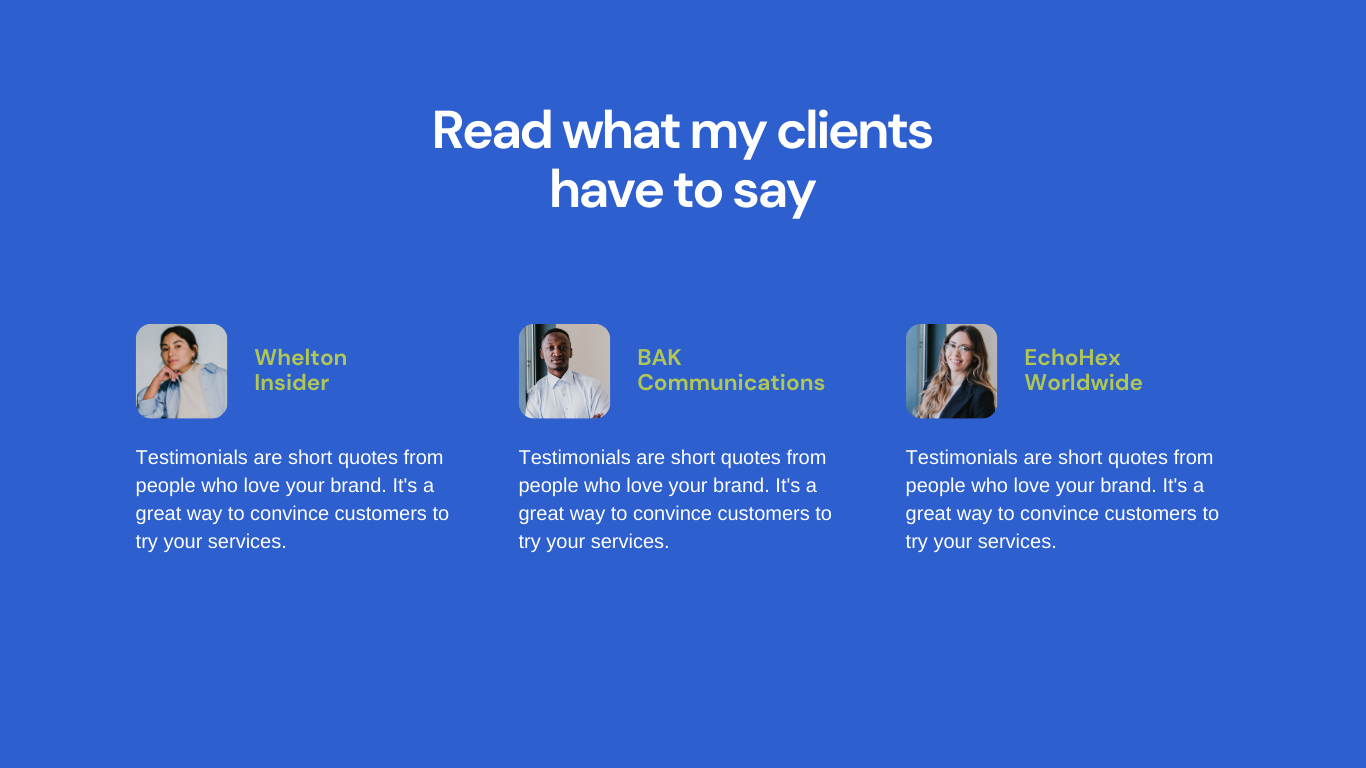 Read what my clients
have to say
Whelton
Insider
Testimonials are short quotes from
people who love your brand. It's a
great way to convince customers to
try your services.
BAK
Communications
Testimonials are short quotes from
people who love your brand. It's a
great way to convince customers to
try your services.
EchoHex
Worldwide
Testimonials are short quotes from
people who love your brand. It's a
great way to convince customers to
try your services.